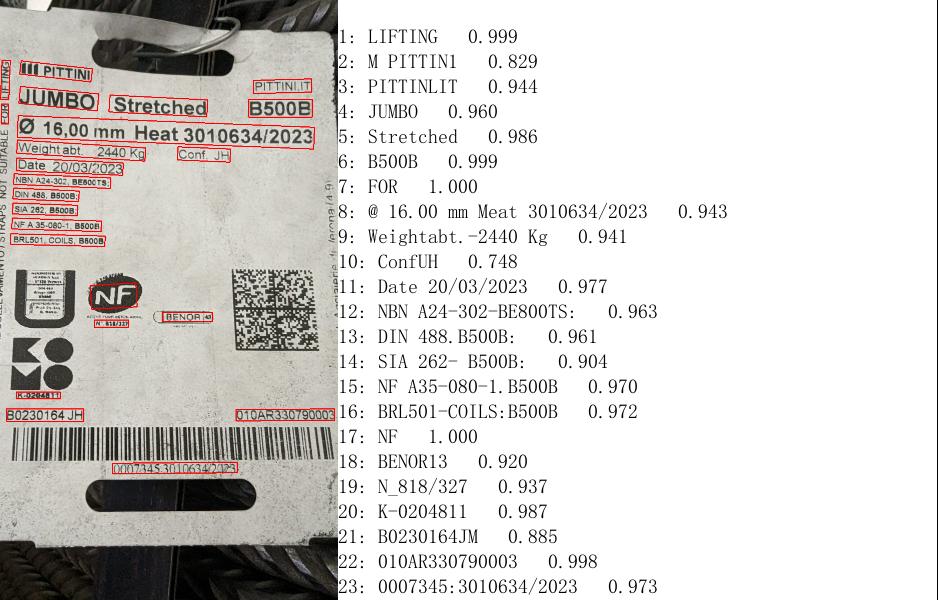 FOR LIFTING
PITTINI
PITTINI.IT
JUMBO Stretched B500B
Ø 16,00 mm Heat 3010634/2023
Weight abt. 2440 Kg Conf. JH
Date 20/03/2023
NBN A24-302, BE500TS;
DIN 488, B500B;
SIA 262, B500B;
NF A 35-080-1, B500B
BRL501, COILS, B500B
NF
BENOR
N° 818/327
KOMO
K-0204811
B0230164 JH
010AR330790003
0007345:3010634/2023
1: LIFTING 0.999
2: M PITTIN1 0.829
3: PITTINLIT 0.944
4: JUMBO 0.960
5: Stretched 0.986
6: B500B 0.999
7: FOR 1.000
8: @ 16.00 mm Meat 3010634/2023 0.943
9: Weightabt.-2440 Kg 0.941
10: ConfUH 0.748
11: Date 20/03/2023 0.977
12: NBN A24-302-BE800TS: 0.963
13: DIN 488.B500B: 0.961
14: SIA 262- B500B: 0.904
15: NF A35-080-1.B500B 0.970
16: BRL501-COILS:B500B 0.972
17: NF 1.000
18: BENOR13 0.920
19: N_818/327 0.937
20: K-0204811 0.987
21: B0230164JM 0.885
22: 010AR330790003 0.998
23: 0007345:3010634/2023 0.973